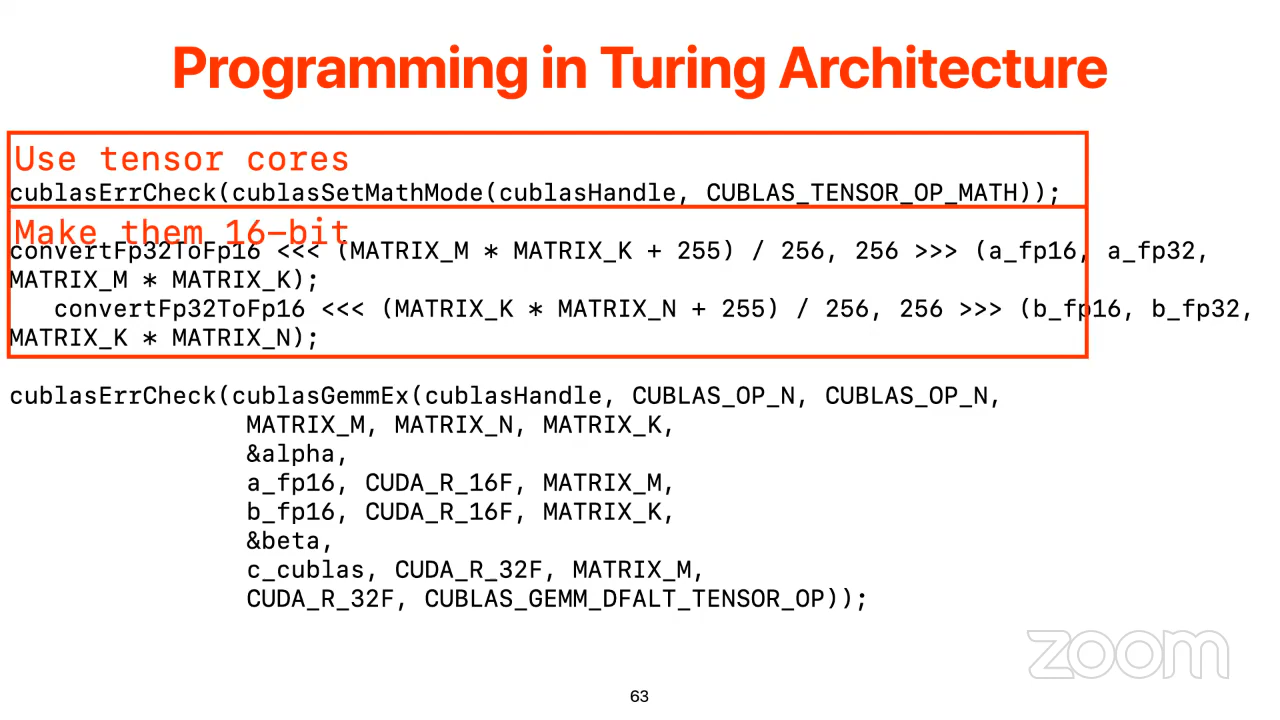 Programming in Turing Architecture
Use tensor cores
cublasErrCheck(cublasSetMathMode(cublasHandle, CUBLAS_TENSOR_OP_MATH));
Make them 16-bit
convertFp32ToFp16 <<< (MATRIX_M * MATRIX_K + 255) / 256, 256 >>> (a_fp16, a_fp32,
MATRIX_M * MATRIX_K);
convertFp32ToFp16 <<< (MATRIX_K * MATRIX_N + 255) / 256, 256 >>> (b_fp16, b_fp32,
MATRIX_K * MATRIX_N);
cublasErrCheck(cublasGemmEx(cublasHandle, CUBLAS_OP_N, CUBLAS_OP_N,
MATRIX_M, MATRIX_N, MATRIX_K,
&alpha,
a_fp16, CUDA_R_16F, MATRIX_M,
b_fp16, CUDA_R_16F, MATRIX_K,
&beta,
c_cublas, CUDA_R_32F, MATRIX_M,
CUDA_R_32F, CUBLAS_GEMM_DFALT_TENSOR_OP));
zoom
63